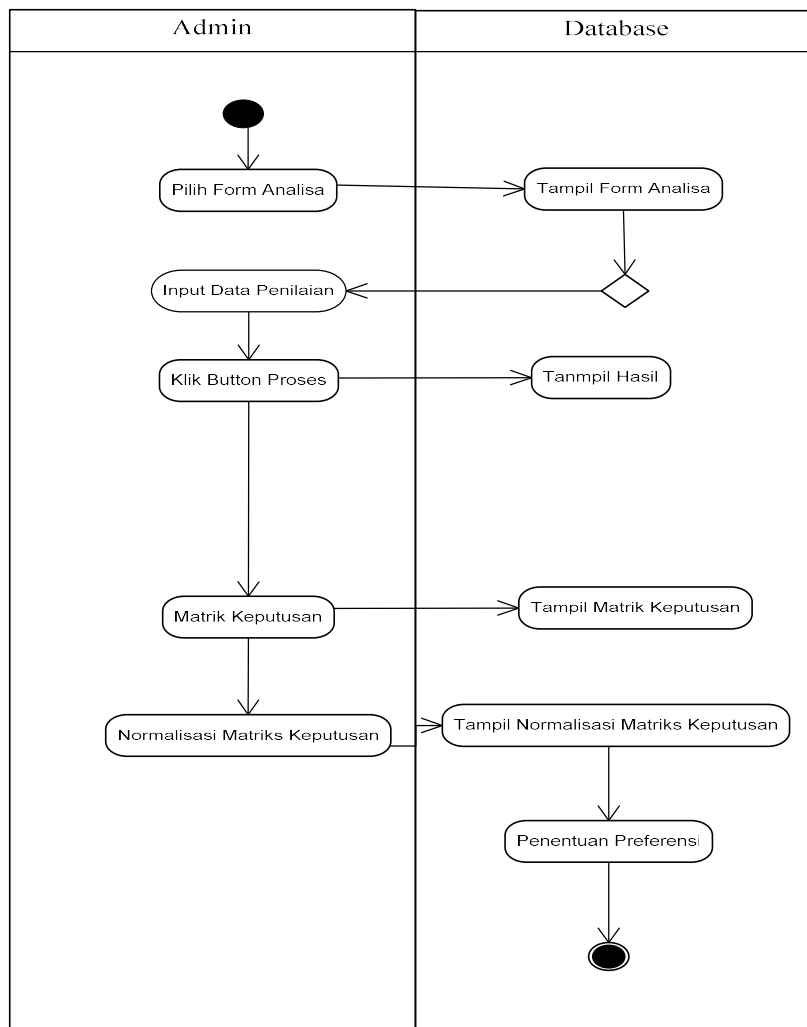 Admin
Database
Pilih Form Analisa
Tampil Form Analisa
Input Data Penilaian
Klik Button Proses
Tanmpil Hasil
Matrik Keputusan
Tampil Matrik Keputusan
Normalisasi Matriks Keputusan
Tampil Normalisasi Matriks Keputusan
Penentuan Preferensi